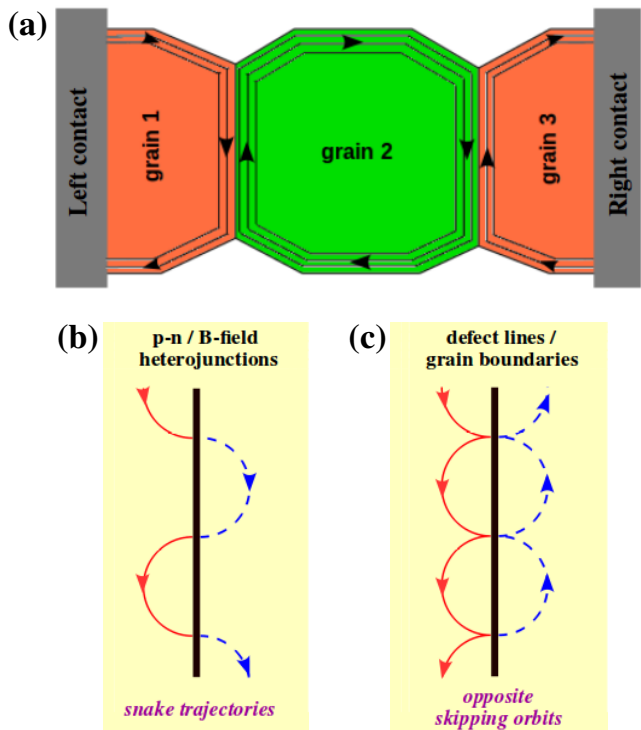 (a)
Left contact
grain 1
grain 2
grain 3
Right contact
(b)
p-n / B-field
heterojunctions
snake trajectories
(c)
defect lines /
grain boundaries
opposite
skipping orbits